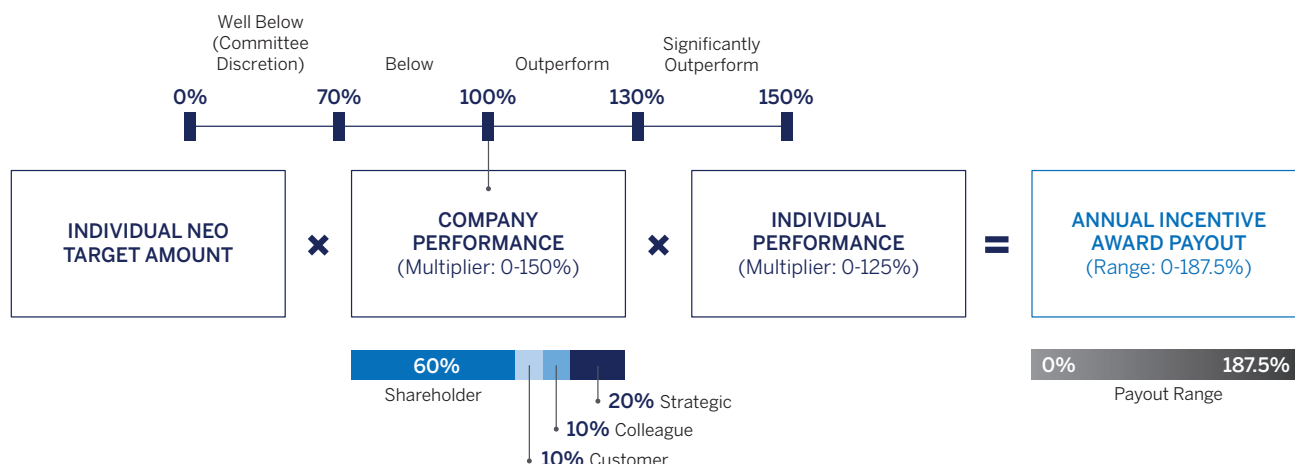 Well Below
(Committee
Discretion)
Below
Outperform
Significantly
Outperform
0%
70%
100%
130%
150%
INDIVIDUAL NEO
TARGET AMOUNT
×
COMPANY
PERFORMANCE
(Multiplier: 0-150%)
×
INDIVIDUAL
PERFORMANCE
(Multiplier: 0-125%)
=
ANNUAL INCENTIVE
AWARD PAYOUT
(Range: 0-187.5%)
60%
Shareholder
20% Strategic
10% Colleague
10% Customer
0%
187.5%
Payout Range